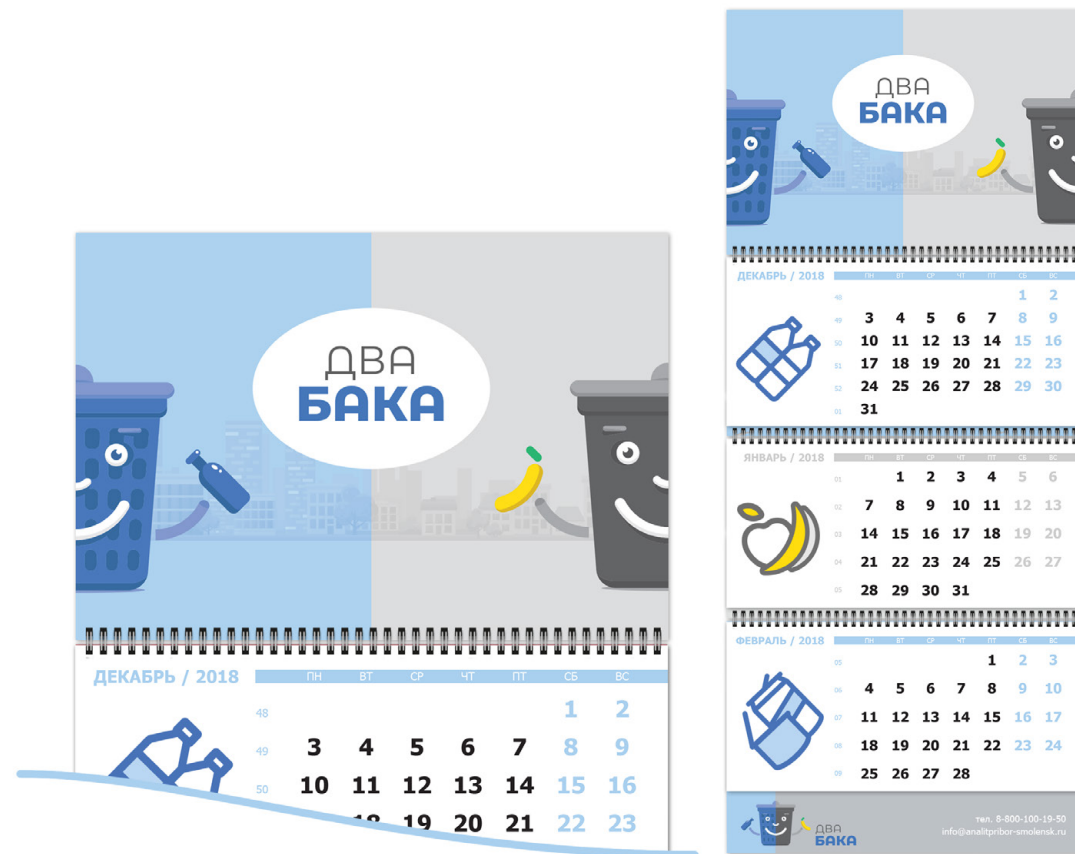 ДВА
БАКА
ДЕКАБРЬ / 2018 ПН ВТ СР ЧТ ПТ СБ ВС
48 1 2
49 3 4 5 6 7 8 9
50 10 11 12 13 14 15 16
18 19 20 21 22 23
ДВА
БАКА
ДЕКАБРЬ / 2018 ПН ВТ СР ЧТ ПТ СБ ВС
48 1 2
49 3 4 5 6 7 8 9
50 10 11 12 13 14 15 16
51 17 18 19 20 21 22 23
52 24 25 26 27 28 29 30
01 31
ЯНВАРЬ / 2018 ПН ВТ СР ЧТ ПТ СБ ВС
01 1 2 3 4 5 6
02 7 8 9 10 11 12 13
03 14 15 16 17 18 19 20
04 21 22 23 24 25 26 27
05 28 29 30 31
ФЕВРАЛЬ / 2018 ПН ВТ СР ЧТ ПТ СБ ВС
05 1 2 3
06 4 5 6 7 8 9 10
07 11 12 13 14 15 16 17
08 18 19 20 21 22 23 24
09 25 26 27 28
ДВА
БАКА
тел. 8-800-100-19-50
info@analitpribor-smolensk.ru